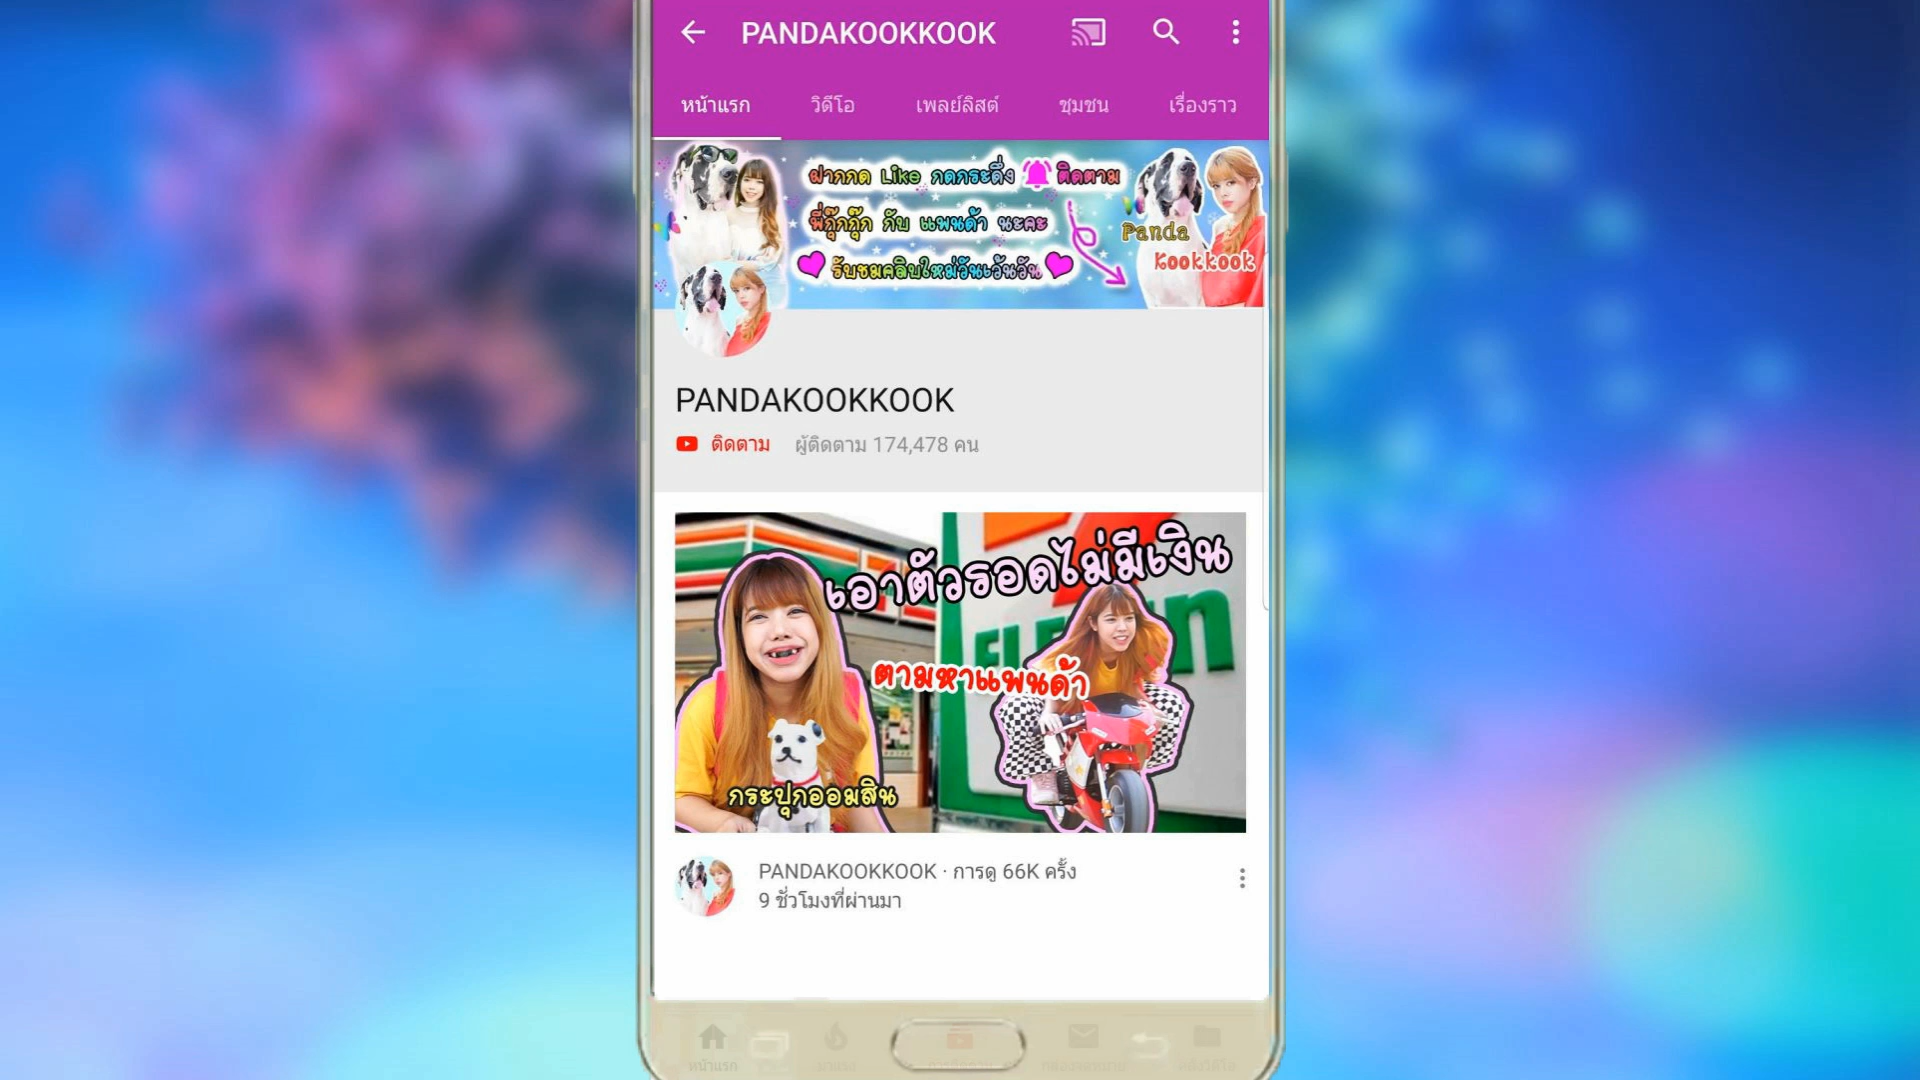 PANDAKOOKKOOK
หน้าแรก วิดีโอ เพลย์ลิสต์ ชุมชน เรื่องราว
ฝากกด Like กดกระดิ่ง ติดตาม
พี่กุ๊กกุ๊ก กับ แพนด้า นะคะ
รับชมคลิปใหม่วันเว้นวัน
Panda
Kookkook
PANDAKOOKKOOK
ติดตาม ผู้ติดตาม 174,478 คน
เอาตัวรอดไม่มีเงิน
ตามหาแพนด้า
กระปุกออมสิน
PANDAKOOKKOOK · การดู 66K ครั้ง
9 ชั่วโมงที่ผ่านมา
หน้าแรก